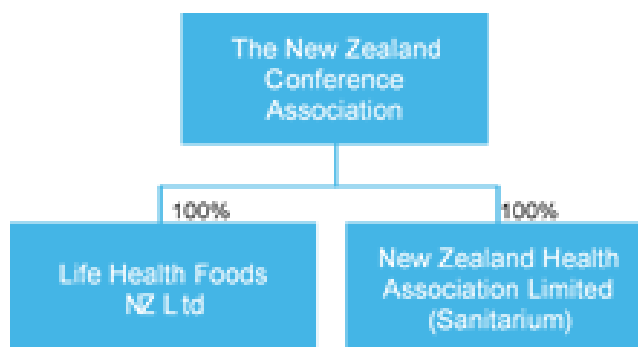 The New Zealand
Conference
Association
100%
100%
Life Health Foods
NZ Ltd
New Zealand Health
Association Limited
(Sanitarium)